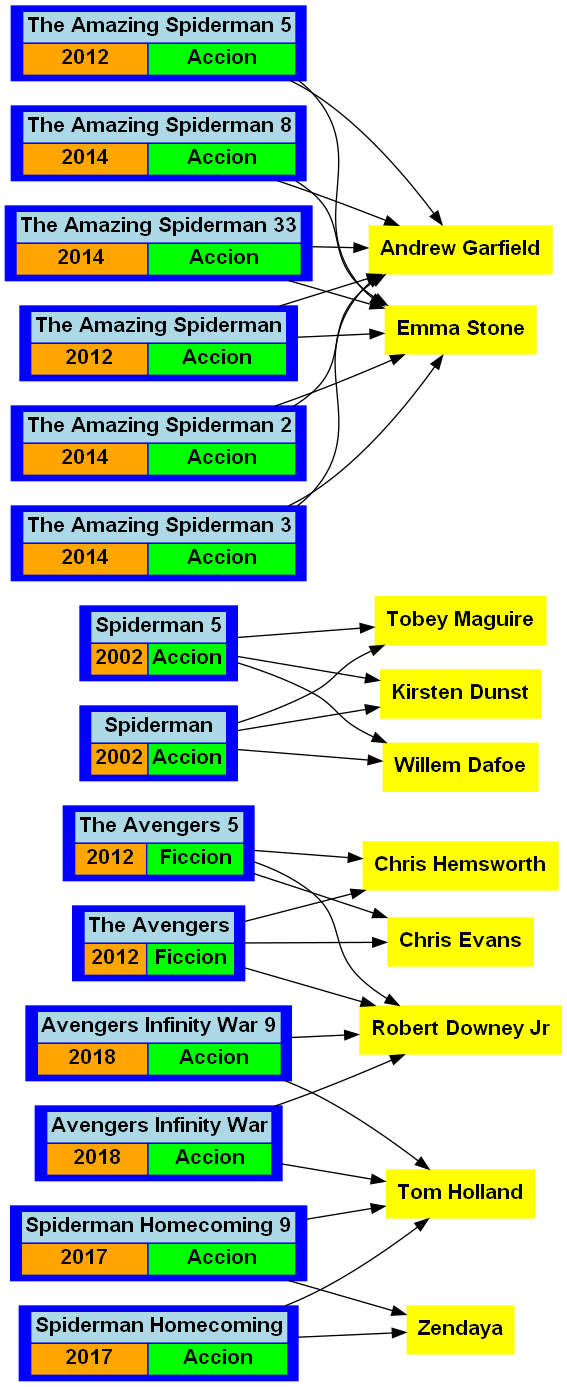 The Amazing Spiderman 5
2012 Accion
The Amazing Spiderman 8
2014 Accion
The Amazing Spiderman 33
2014 Accion
The Amazing Spiderman
2012 Accion
The Amazing Spiderman 2
2014 Accion
The Amazing Spiderman 3
2014 Accion
Andrew Garfield
Emma Stone
Spiderman 5
2002 Accion
Spiderman
2002 Accion
Tobey Maguire
Kirsten Dunst
Willem Dafoe
The Avengers 5
2012 Ficcion
The Avengers
2012 Ficcion
Avengers Infinity War 9
2018 Accion
Avengers Infinity War
2018 Accion
Spiderman Homecoming 9
2017 Accion
Spiderman Homecoming
2017 Accion
Chris Hemsworth
Chris Evans
Robert Downey Jr
Tom Holland
Zendaya